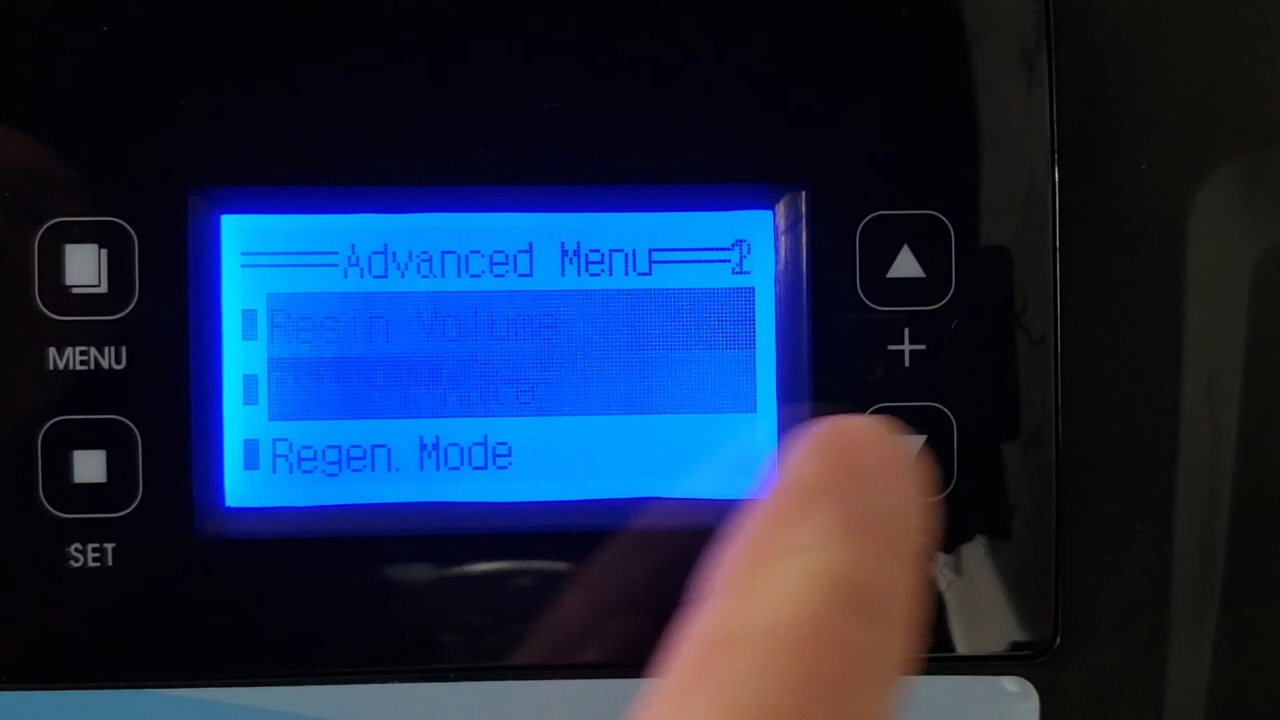 Advanced Menu
Resin Volume
Regen. Mode
MENU
SET
+